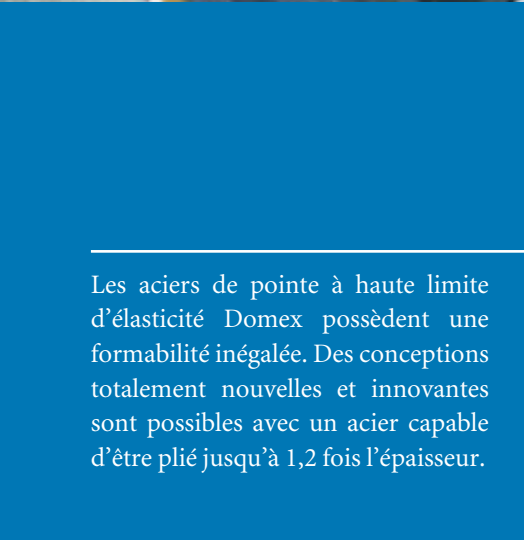 Les aciers de pointe à haute limite
d’élasticité Domex possèdent une
formabilité inégalée. Des conceptions
totalement nouvelles et innovantes
sont possibles avec un acier capable
d’être plié jusqu’à 1,2 fois l’épaisseur.